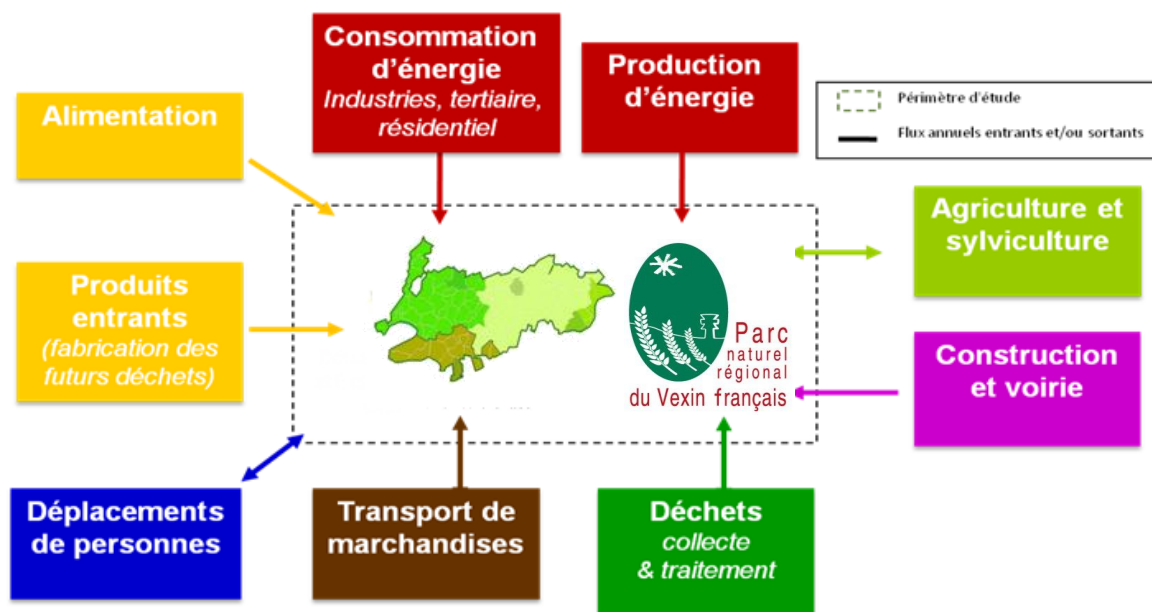 Consommation
d'énergie
Industries, tertiaire,
résidentiel
Production
d'énergie
Périmètre d'étude
Flux annuels entrants et/ou sortants
Alimentation
Agriculture et
sylviculture
Produits
entrants
(fabrication des
futurs déchets)
Parc
naturel
régional
du Vexin français
Construction
et voirie
Déplacements
de personnes
Transport de
marchandises
Déchets
collecte
& traitement